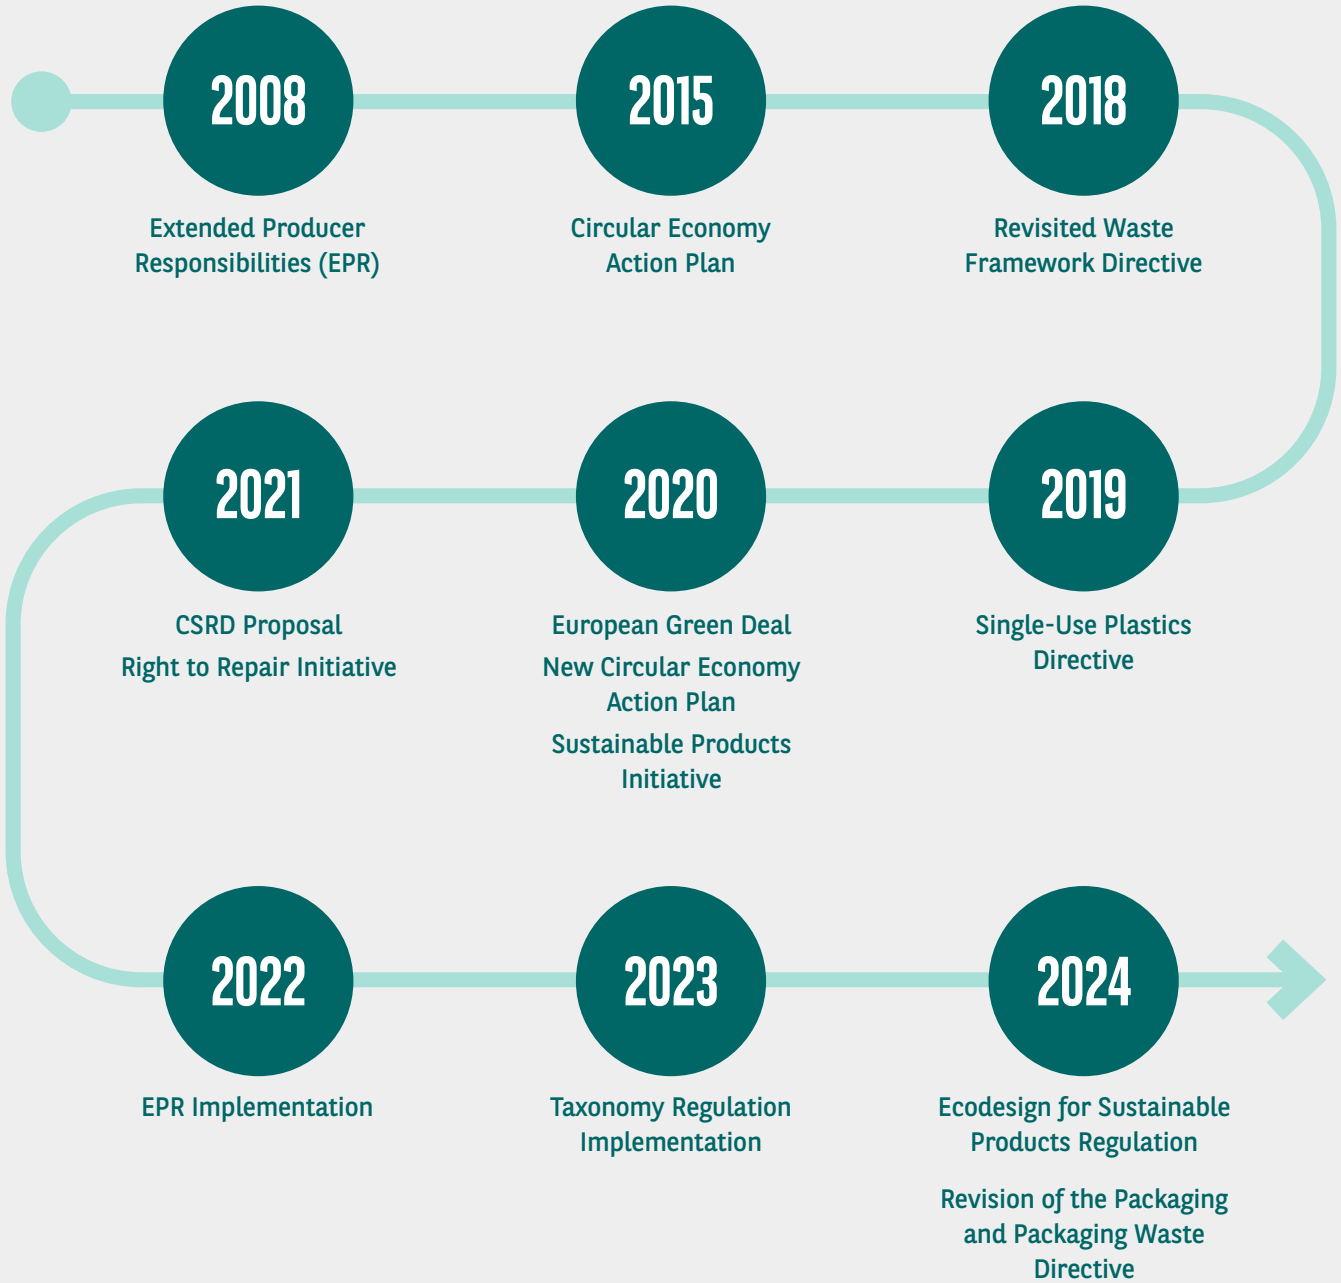 2008
Extended Producer
Responsibilities (EPR)
2015
Circular Economy
Action Plan
2018
Revisited Waste
Framework Directive
2019
Single-Use Plastics
Directive
2020
European Green Deal
New Circular Economy
Action Plan
Sustainable Products
Initiative
2021
CSRD Proposal
Right to Repair Initiative
2022
EPR Implementation
2023
Taxonomy Regulation
Implementation
2024
Ecodesign for Sustainable
Products Regulation
Revision of the Packaging
and Packaging Waste
Directive